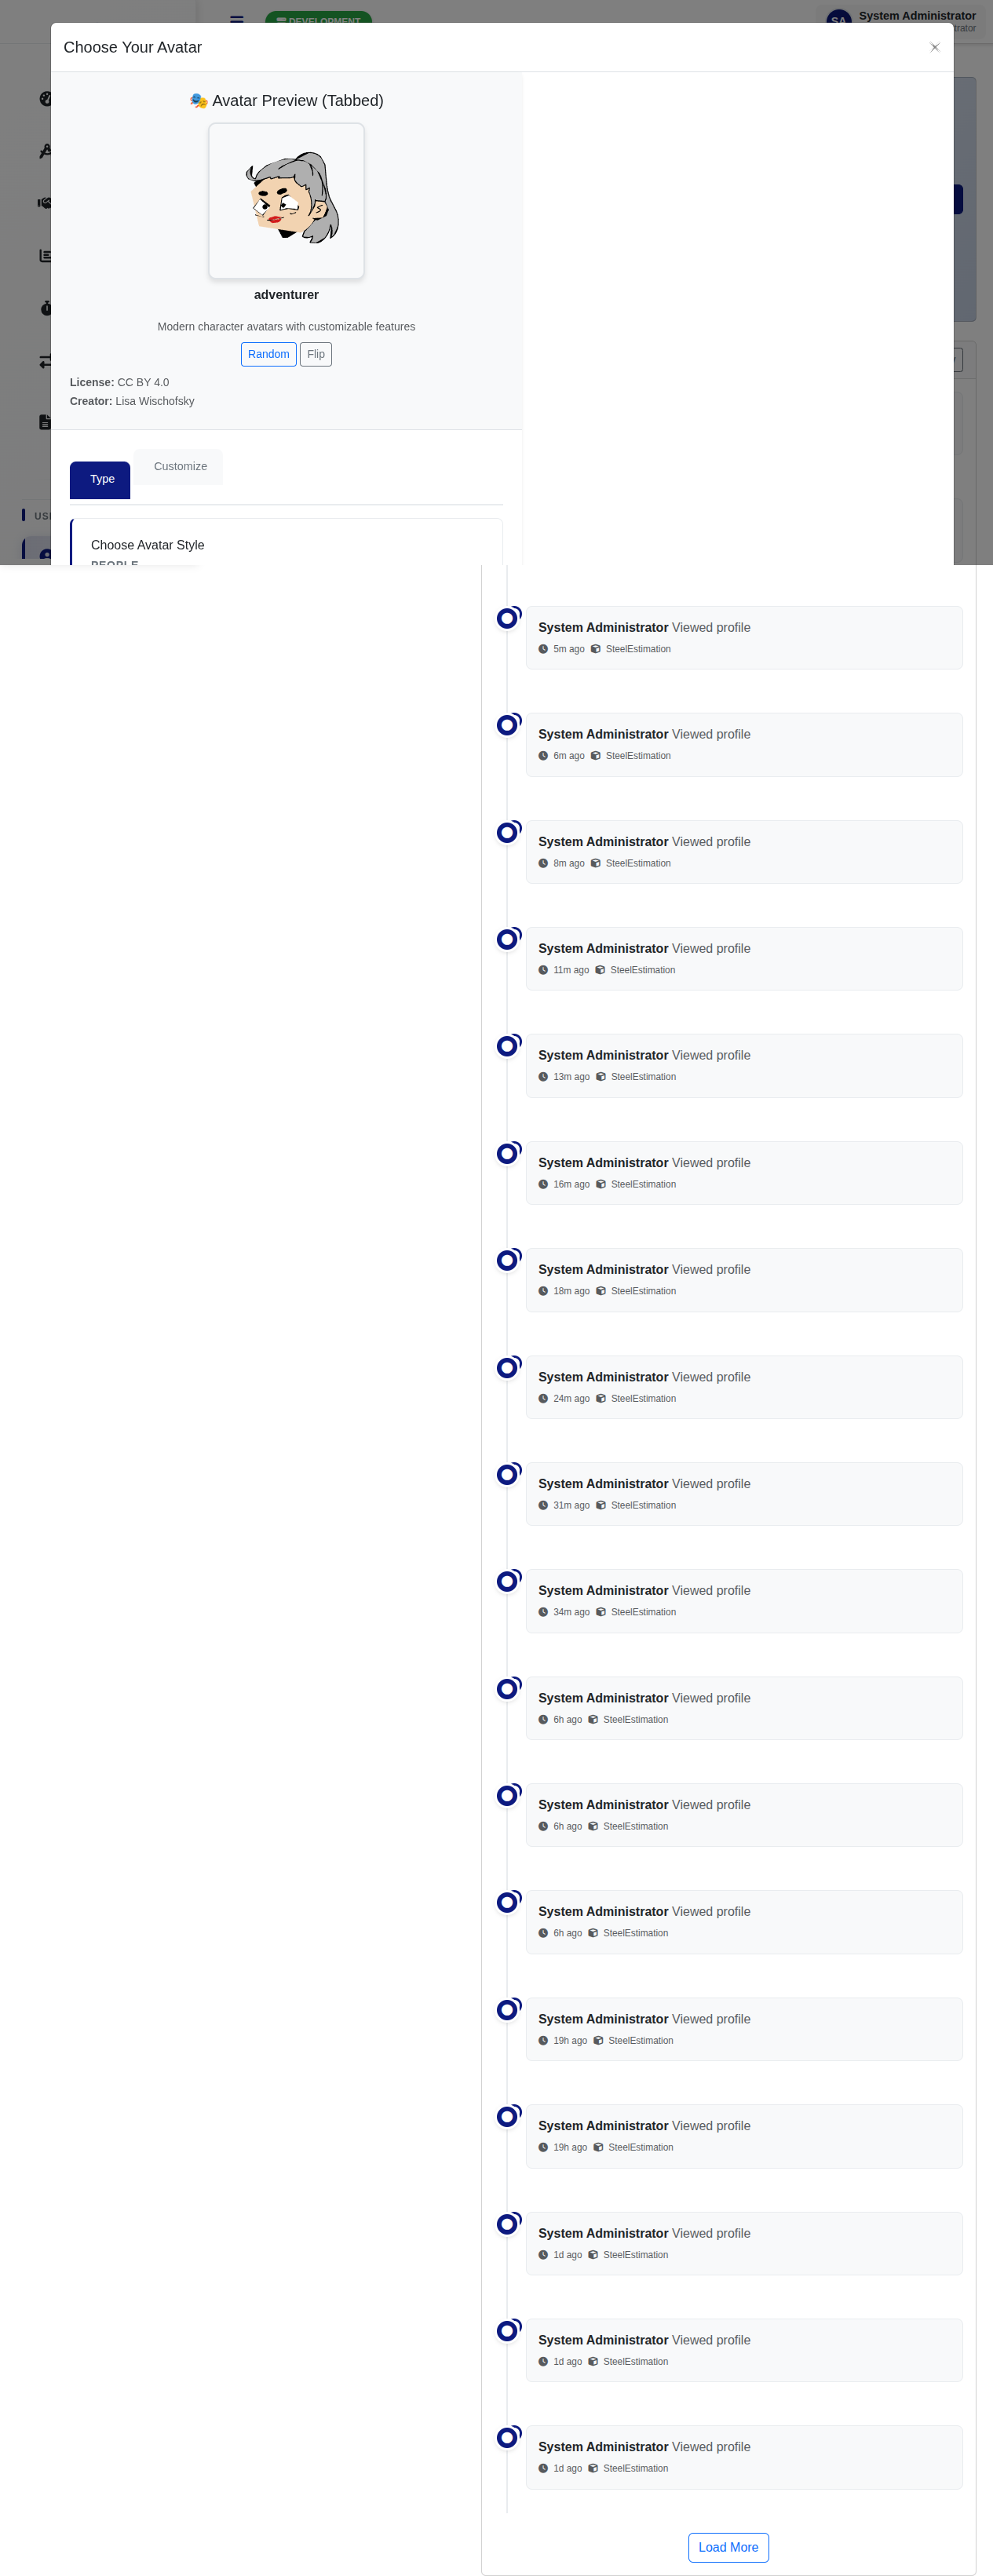 DEVELOPMENT
SA
System Administrator
Choose Your Avatar
🎭 Avatar Preview (Tabbed)
adventurer
Modern character avatars with customizable features
Random Flip
License: CC BY 4.0
Creator: Lisa Wischofsky
Type
Customize
Choose Avatar Style
PEOPLE
System Administrator Viewed profile
5m ago SteelEstimation
System Administrator Viewed profile
6m ago SteelEstimation
System Administrator Viewed profile
8m ago SteelEstimation
System Administrator Viewed profile
11m ago SteelEstimation
System Administrator Viewed profile
13m ago SteelEstimation
System Administrator Viewed profile
16m ago SteelEstimation
System Administrator Viewed profile
18m ago SteelEstimation
System Administrator Viewed profile
24m ago SteelEstimation
System Administrator Viewed profile
31m ago SteelEstimation
System Administrator Viewed profile
34m ago SteelEstimation
System Administrator Viewed profile
6h ago SteelEstimation
System Administrator Viewed profile
6h ago SteelEstimation
System Administrator Viewed profile
6h ago SteelEstimation
System Administrator Viewed profile
19h ago SteelEstimation
System Administrator Viewed profile
19h ago SteelEstimation
System Administrator Viewed profile
1d ago SteelEstimation
System Administrator Viewed profile
1d ago SteelEstimation
System Administrator Viewed profile
1d ago SteelEstimation
Load More